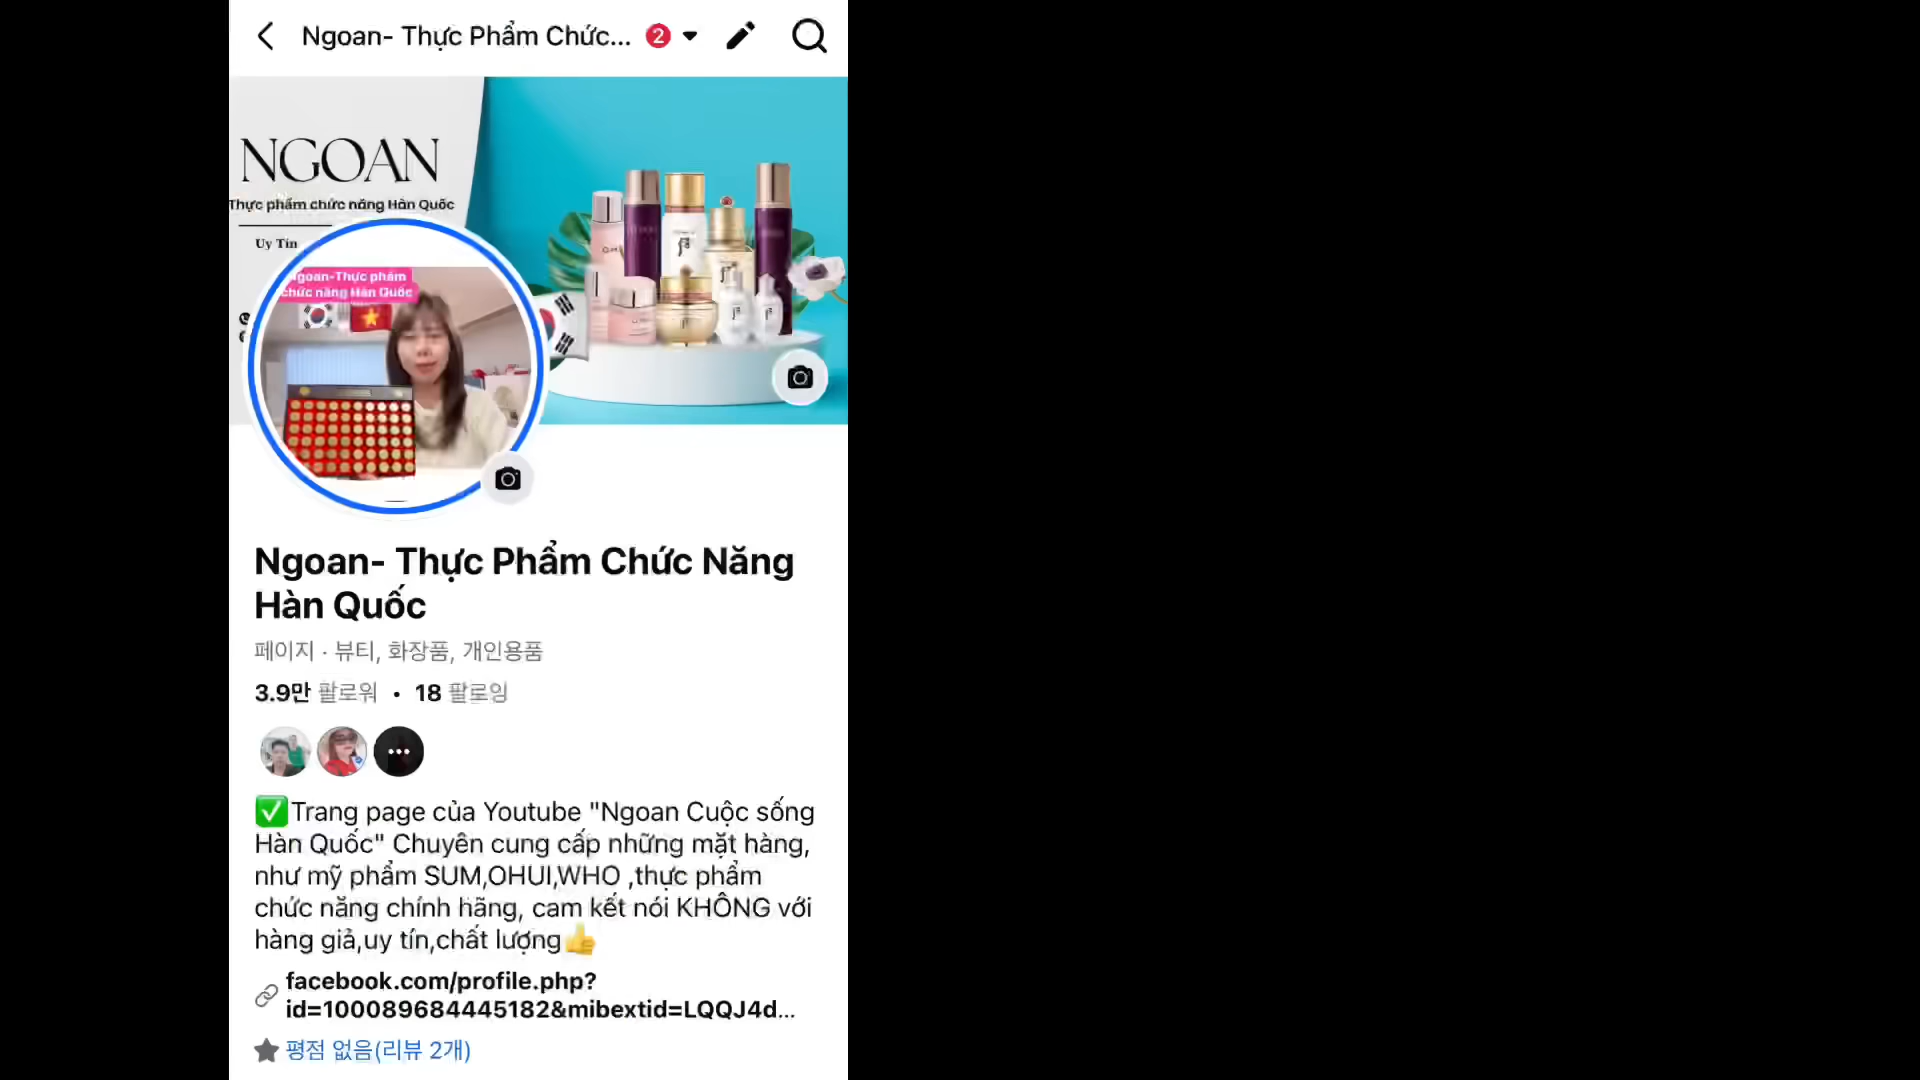 Ngoan- Thực Phẩm Chức...
2
NGOAN
Thực phẩm chức năng Hàn Quốc
Uy Tín
Ngoan-Thực phẩm
chức năng Hàn Quốc
Ngoan- Thực Phẩm Chức Năng
Hàn Quốc
페이지 · 뷰티, 화장품, 개인용품
3.9만 팔로워 • 18 팔로잉
✅Trang page của Youtube "Ngoan Cuộc sống
Hàn Quốc" Chuyên cung cấp những mặt hàng,
như mỹ phẩm SUM,OHUI,WHO ,thực phẩm
chức năng chính hãng, cam kết nói KHÔNG với
hàng giả,uy tín,chất lượng👍
facebook.com/profile.php?
id=100089684445182&mibextid=LQQJ4d...
평점 없음(리뷰 2개)